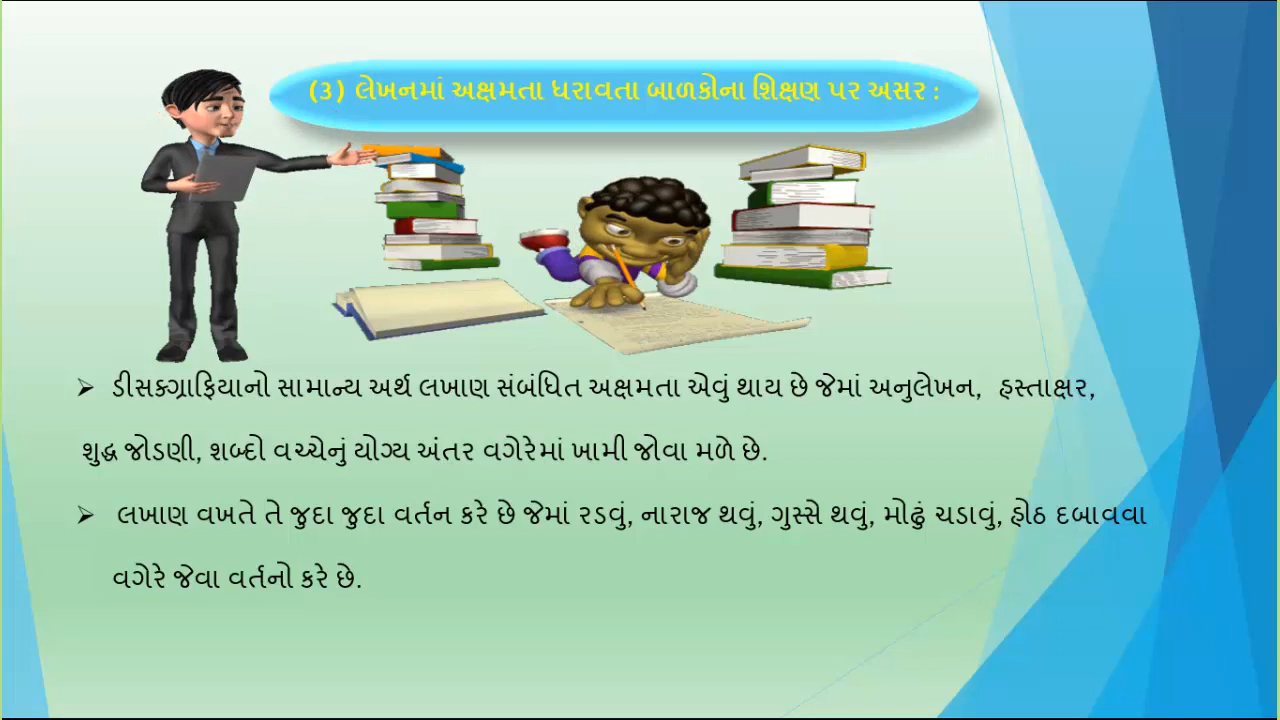 (3) લેખનમાં અક્ષમતા ધરાવતા બાળકોના શિક્ષણ પર અસર :
➢ ડીસક્ગ્રાફિયાનો સામાન્ય અર્થ લખાણ સંબંધિત અક્ષમતા એવું થાય છે જેમાં અનુલેખન, હસ્તાક્ષર,
શુદ્ધ જોડણી, શબ્દો વચ્ચેનું યોગ્ય અંતર વગેરેમાં ખામી જોવા મળે છે.
➢ લખાણ વખતે તે જુદા જુદા વર્તન કરે છે જેમાં રડવું, નારાજ થવું, ગુસ્સે થવું, મોઢું ચડાવું, હોઠ દબાવવા
વગેરે જેવા વર્તનો કરે છે.